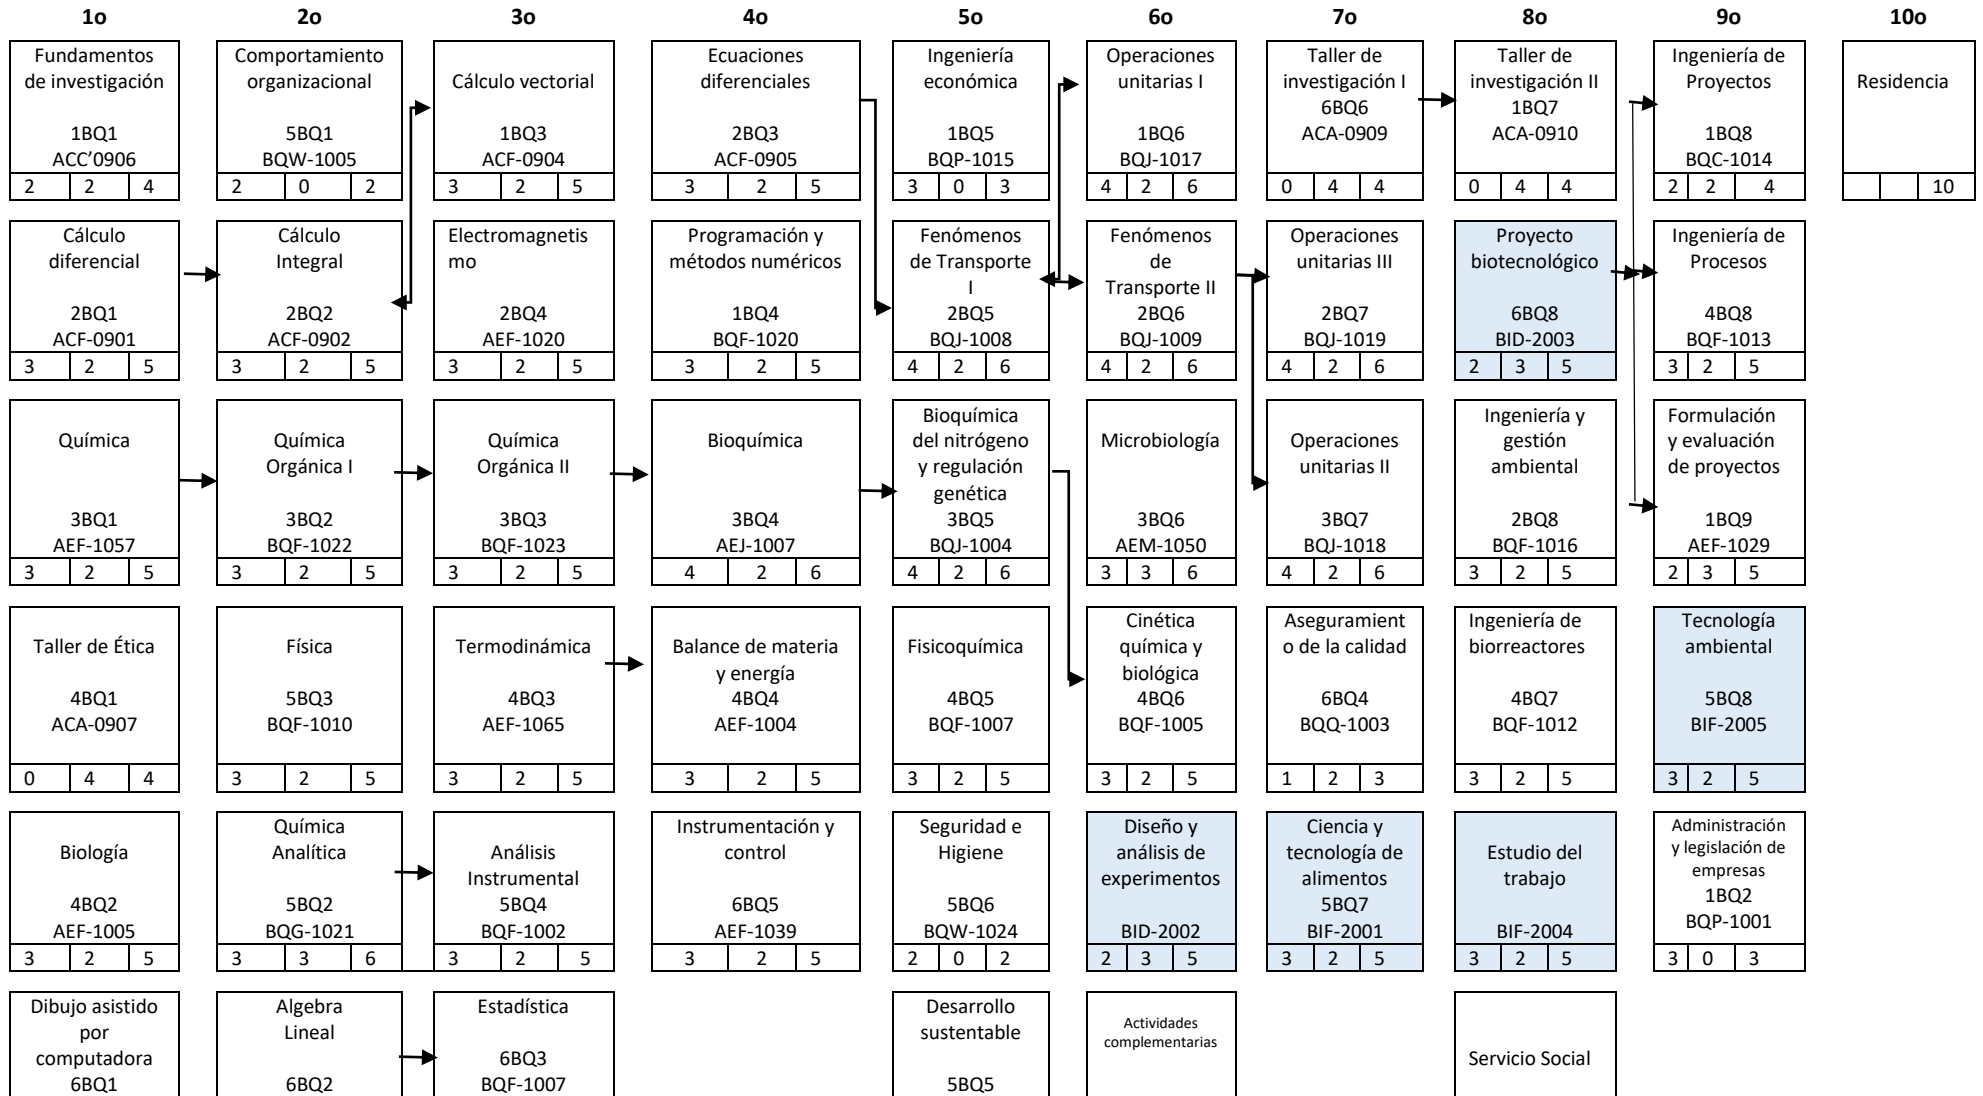 1o 2o 3o 4o 5o 6o 7o 8o 9o 10o
Fundamentos
de investigación
1BQ1
ACC'0906
2 2 4
Comportamiento
organizacional
5BQ1
BQW-1005
2 0 2
Cálculo vectorial
1BQ3
ACF-0904
3 2 5
Ecuaciones
diferenciales
2BQ3
ACF-0905
3 2 5
Ingeniería
económica
1BQ5
BQP-1015
3 0 3
Operaciones
unitarias I
1BQ6
BQJ-1017
4 2 6
Taller de
investigación I
6BQ6
ACA-0909
0 4 4
Taller de
investigación II
1BQ7
ACA-0910
0 4 4
Ingeniería de
Proyectos
1BQ8
BQC-1014
2 2 4
Residencia
10
Cálculo
diferencial
2BQ1
ACF-0901
3 2 5
Cálculo
Integral
2BQ2
ACF-0902
3 2 5
Electromagnetis
mo
2BQ4
AEF-1020
3 2 5
Programación y
métodos numéricos
1BQ4
BQF-1020
3 2 5
Fenómenos
de Transporte
I
2BQ5
BQJ-1008
4 2 6
Fenómenos
de
Transporte II
2BQ6
BQJ-1009
4 2 6
Operaciones
unitarias III
2BQ7
BQJ-1019
4 2 6
Proyecto
biotecnológico
6BQ8
BID-2003
2 3 5
Ingeniería de
Procesos
4BQ8
BQF-1013
3 2 5
Química
3BQ1
AEF-1057
3 2 5
Química
Orgánica I
3BQ2
BQF-1022
3 2 5
Química
Orgánica II
3BQ3
BQF-1023
3 2 5
Bioquímica
3BQ4
AEJ-1007
4 2 6
Bioquímica
del nitrógeno
y regulación
genética
3BQ5
BQJ-1004
4 2 6
Microbiología
3BQ6
AEM-1050
3 3 6
Operaciones
unitarias II
3BQ7
BQJ-1018
4 2 6
Ingeniería y
gestión
ambiental
2BQ8
BQF-1016
3 2 5
Formulación
y evaluación
de proyectos
1BQ9
AEF-1029
2 3 5
Taller de Ética
4BQ1
ACA-0907
0 4 4
Física
5BQ3
BQF-1010
3 2 5
Termodinámica
4BQ3
AEF-1065
3 2 5
Balance de materia
y energía
4BQ4
AEF-1004
3 2 5
Fisicoquímica
4BQ5
BQF-1007
3 2 5
Cinética
química y
biológica
4BQ6
BQF-1005
3 2 5
Aseguramient
o de la calidad
6BQ4
BQQ-1003
1 2 3
Ingeniería de
biorreactores
4BQ7
BQF-1012
3 2 5
Tecnología
ambiental
5BQ8
BIF-2005
3 2 5
Biología
4BQ2
AEF-1005
3 2 5
Química
Analítica
5BQ2
BQG-1021
3 3 6
Análisis
Instrumental
5BQ4
BQF-1002
3 2 5
Instrumentación y
control
6BQ5
AEF-1039
3 2 5
Seguridad e
Higiene
5BQ6
BQW-1024
2 0 2
Diseño y
análisis de
experimentos
BID-2002
2 3 5
Ciencia y
tecnología de
alimentos
5BQ7
BIF-2001
3 2 5
Estudio del
trabajo
BIF-2004
3 2 5
Administración
y legislación de
empresas
1BQ2
BQP-1001
3 0 3
Dibujo asistido
por
computadora
6BQ1
Algebra
Lineal
6BQ2
Estadística
6BQ3
BQF-1007
Desarrollo
sustentable
5BQ5
Actividades
complementarias
Servicio Social